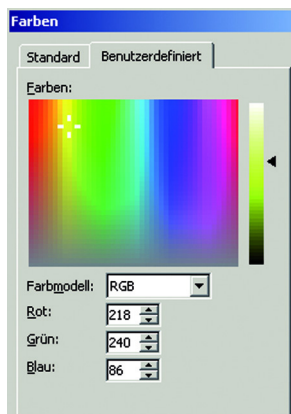 Farben
Standard Benutzerdefiniert
Farben:
Farbmodell: RGB
Rot: 218
Grün: 240
Blau: 86